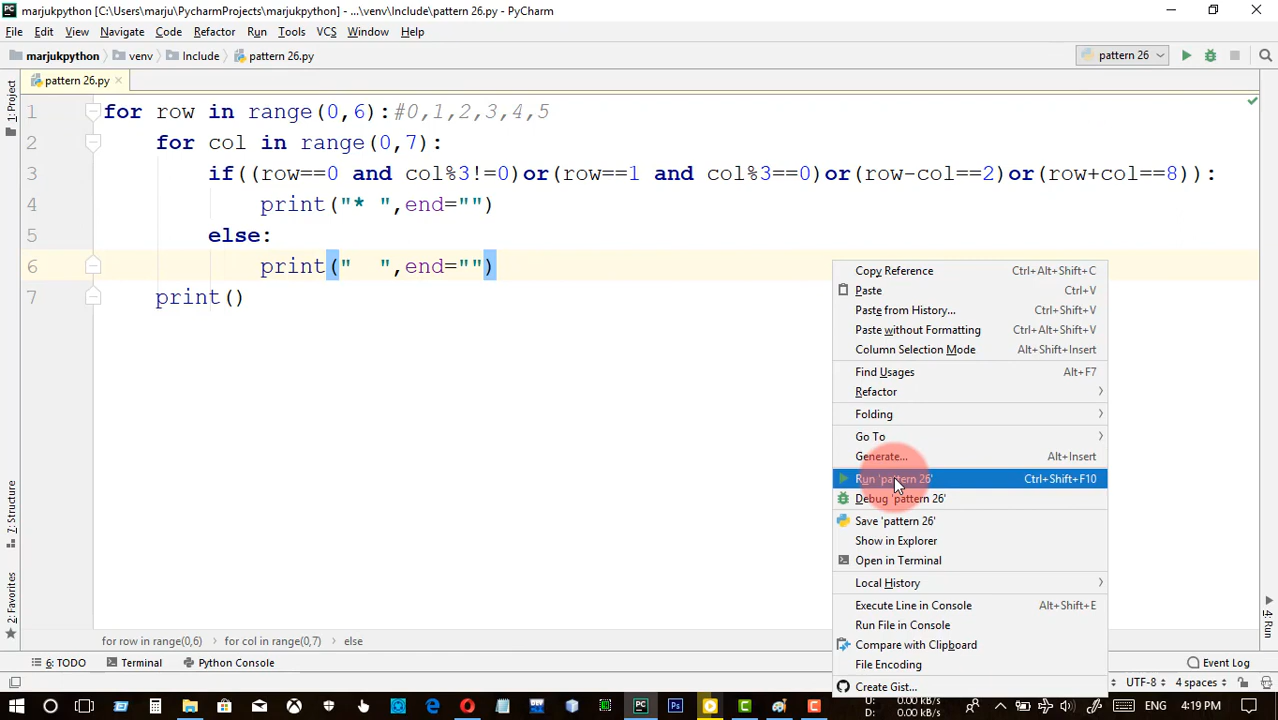 marjukpython [C:\Users\marju\PycharmProjects\marjukpython] - ...\venv\Include\pattern 26.py - PyCharm
File Edit View Navigate Code Refactor Run Tools VCS Window Help
marjukpython venv Include pattern 26.py pattern 26
pattern 26.py
1 for row in range(0,6):#0,1,2,3,4,5
2 for col in range(0,7):
3 if((row==0 and col%3!=0)or(row==1 and col%3==0)or(row-col==2)or(row+col==8)):
4 print("* ",end="")
5 else:
6 print("  ",end="")
7 print()
1: Project
7: Structure
2: Favorites
4: Run
Copy Reference Ctrl+Alt+Shift+C
Paste Ctrl+V
Paste from History... Ctrl+Shift+V
Paste without Formatting Ctrl+Alt+Shift+V
Column Selection Mode Alt+Shift+Insert
Find Usages Alt+F7
Refactor
Folding
Go To
Generate... Alt+Insert
Run 'pattern 26' Ctrl+Shift+F10
Debug 'pattern 26'
Save 'pattern 26'
Show in Explorer
Open in Terminal
Local History
Execute Line in Console Alt+Shift+E
Run File in Console
Compare with Clipboard
File Encoding
Create Gist...
for row in range(0,6) for col in range(0,7) else
6: TODO Terminal Python Console Event Log
UTF-8 4 spaces
U: 0.00 kB/s
D: 0.00 kB/s
4:19 PM